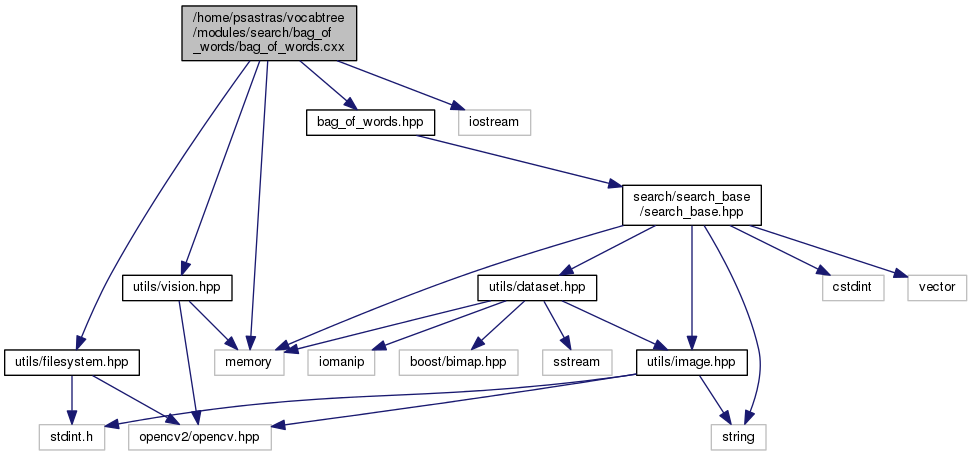 /home/psastras/vocabtree
/modules/search/bag_of
_words/bag_of_words.cxx
bag_of_words.hpp
iostream
search/search_base
/search_base.hpp
utils/vision.hpp
utils/dataset.hpp
cstdint
vector
utils/filesystem.hpp
memory
iomanip
boost/bimap.hpp
sstream
utils/image.hpp
stdint.h
opencv2/opencv.hpp
string